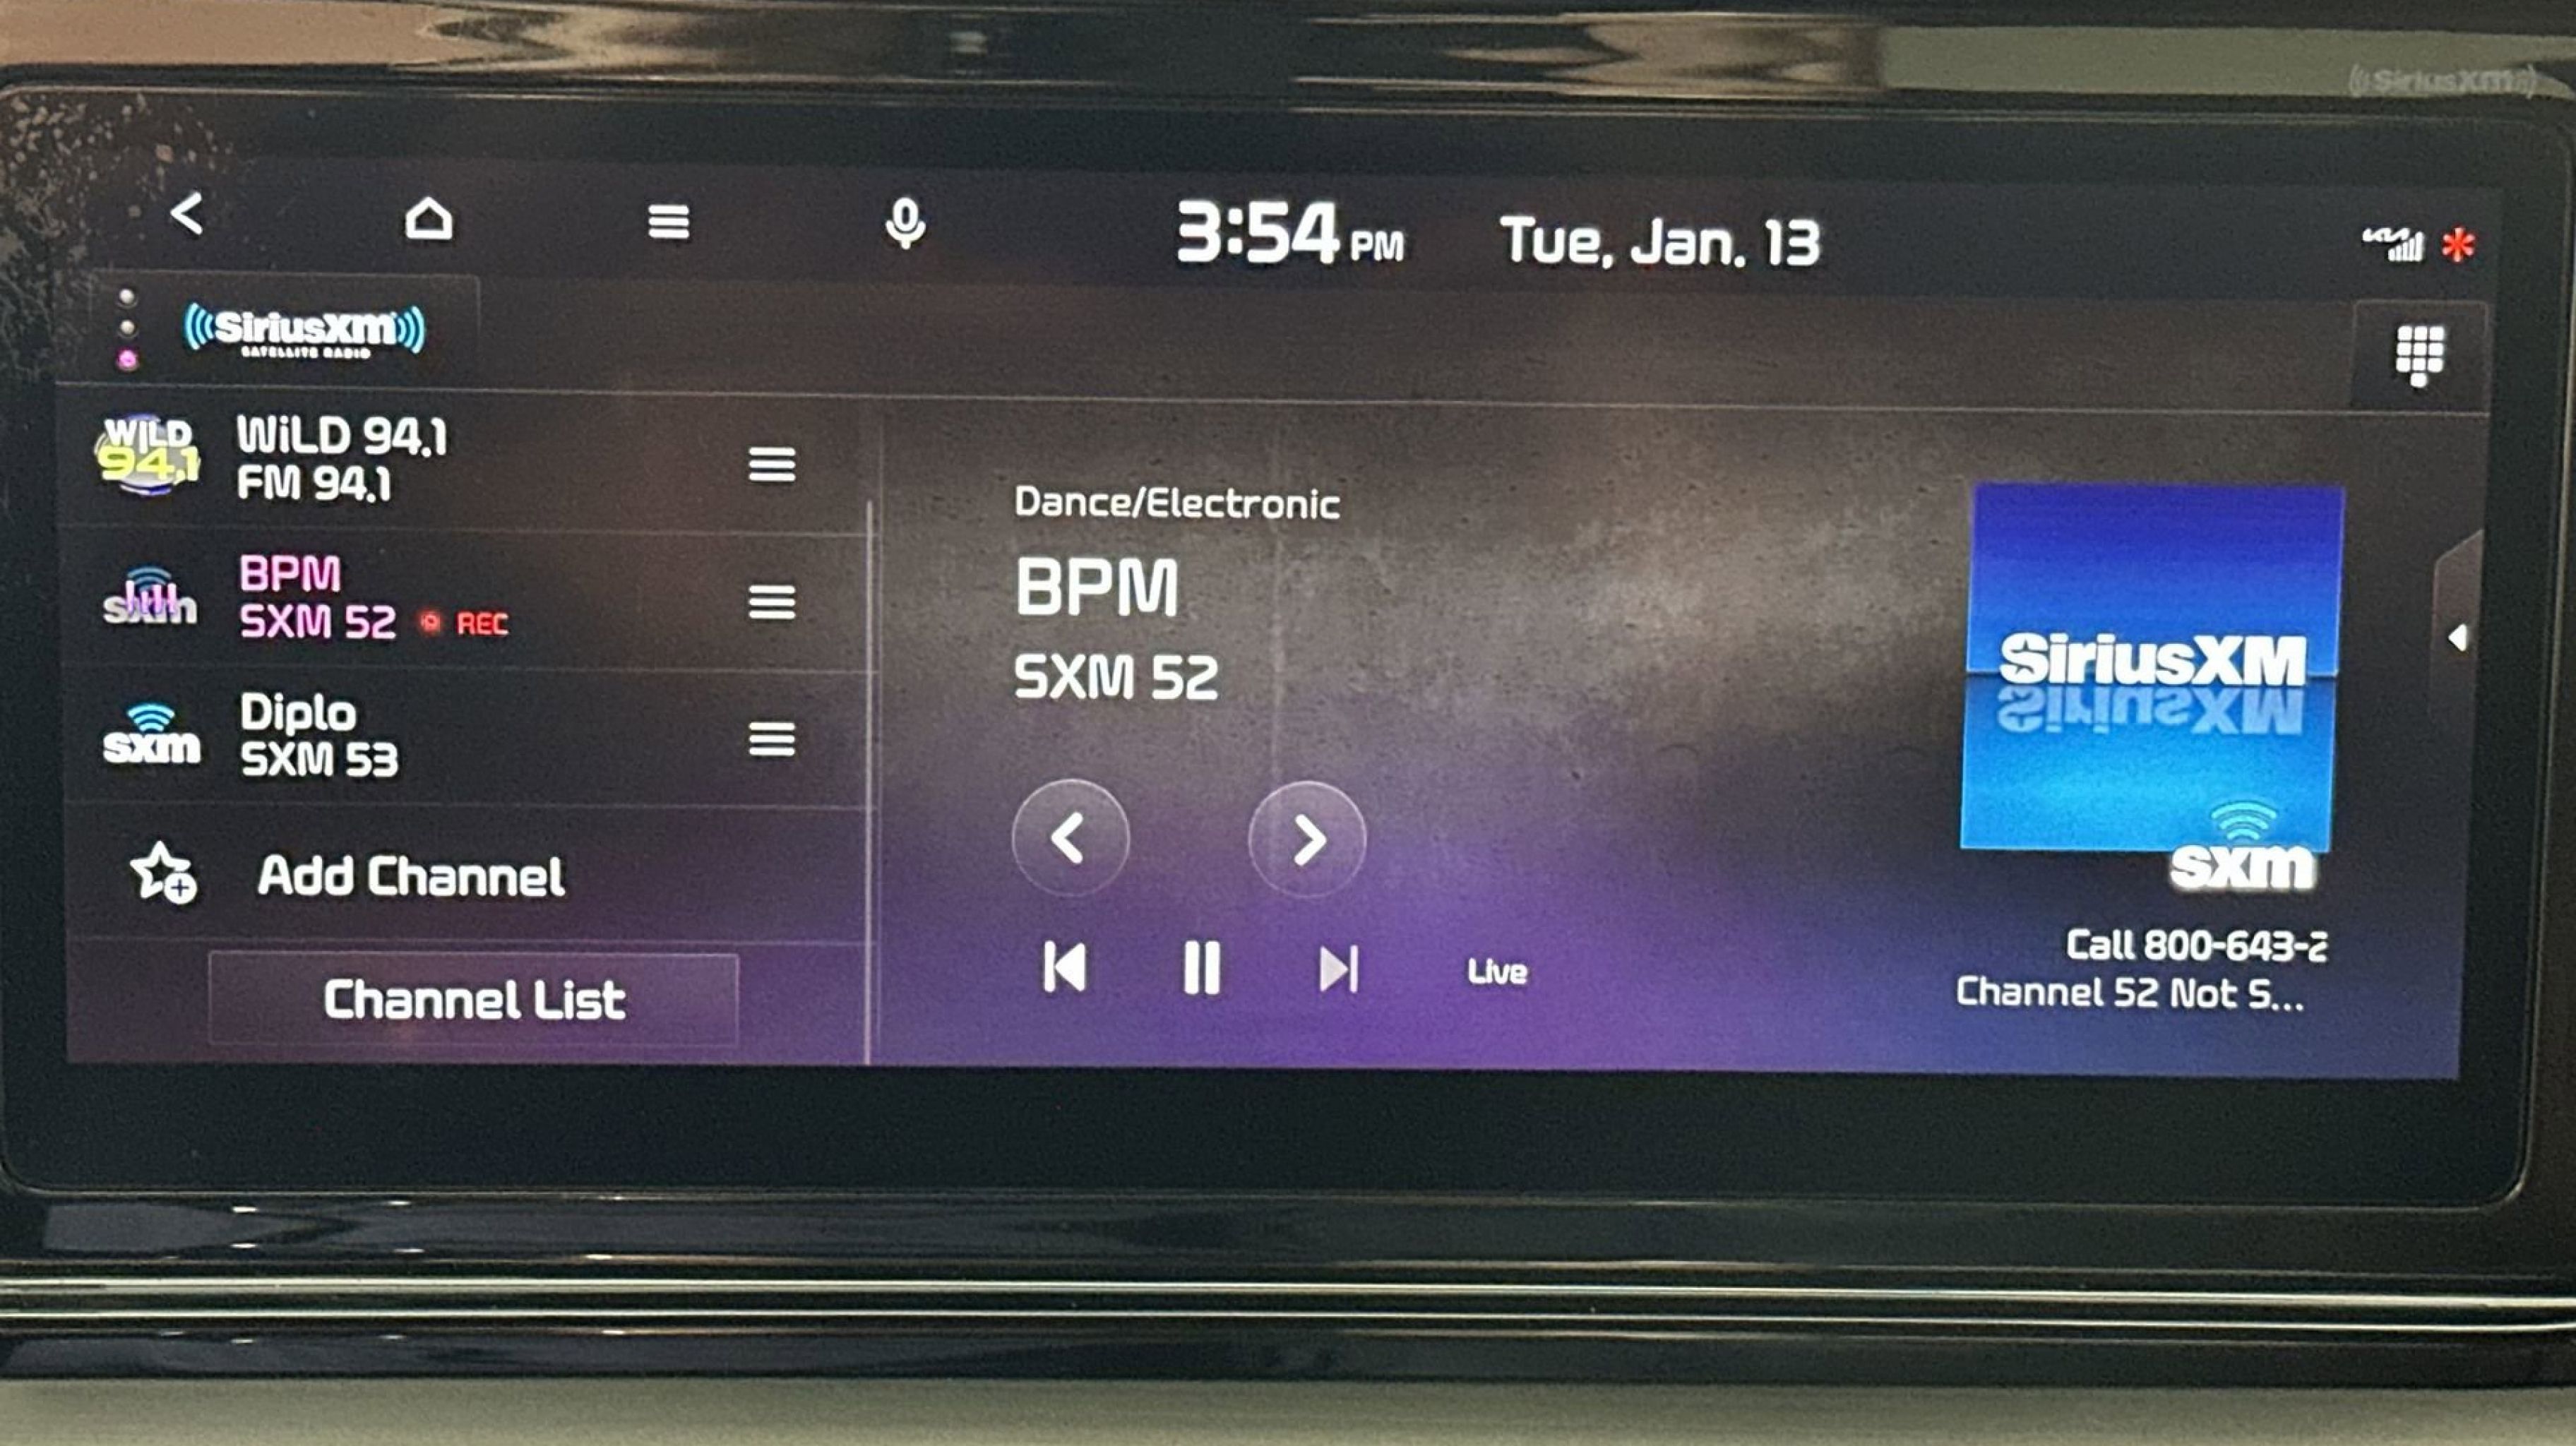 ((SiriusXM))
3:54 PM Tue, Jan. 13
((SiriusXM))
SATELLITE RADIO
WILD
94.1
WiLD 94.1
FM 94.1
BPM
SXM 52 REC
sxm
Diplo
SXM 53
Add Channel
Channel List
Dance/Electronic
BPM
SXM 52
Live
SiriusXM
sxm
Call 800-643-2
Channel 52 Not S...